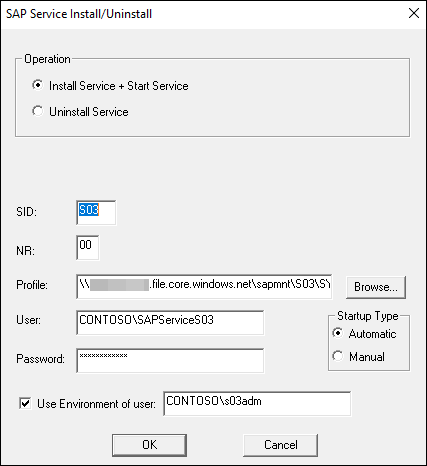 SAP Service Install/Uninstall
Operation
Install Service + Start Service
Uninstall Service
SID: S03
NR: 00
Profile: \\ .file.core.windows.net\sapmnt\S03\S Browse...
User: CONTOSO\SAPServiceS03
Startup Type
Automatic
Password: xxxxxxxxxxxx
Manual
Use Environment of user: CONTOSO\s03adm
OK Cancel